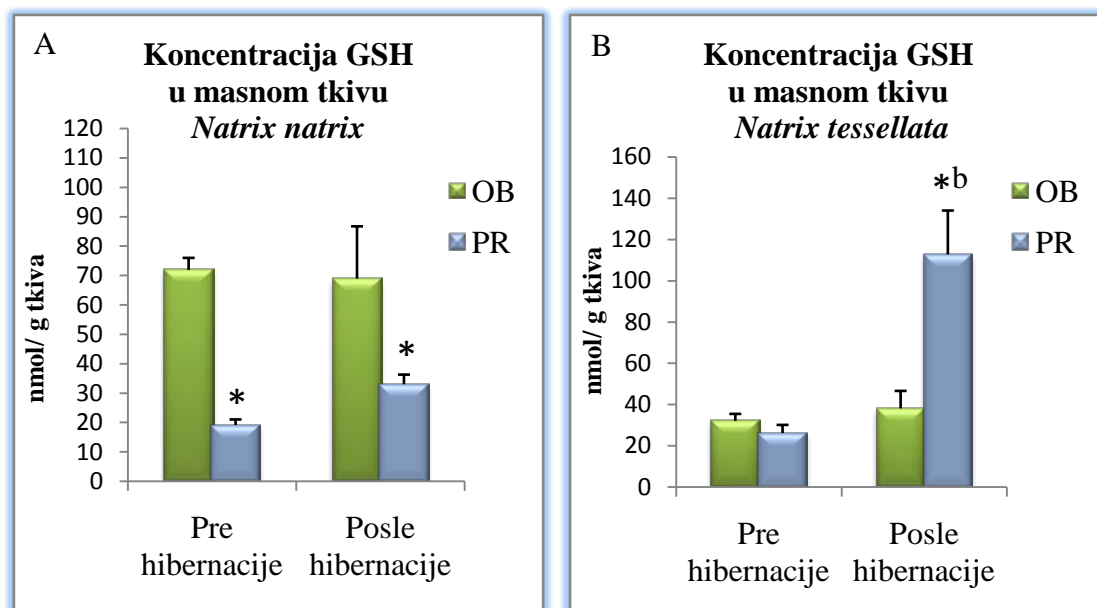 A
Koncentracija GSH
u masnom tkivu
Natrix natrix
120
110
100
90
80
70
60
50
40
30
20
10
0
nmol/ g tkiva
OB
PR
*
*
Pre
hibernacije
Posle
hibernacije
B
Koncentracija GSH
u masnom tkivu
Natrix tessellata
160
140
120
100
80
60
40
20
0
nmol/ g tkiva
*b
OB
PR
Pre
hibernacije
Posle
hibernacije